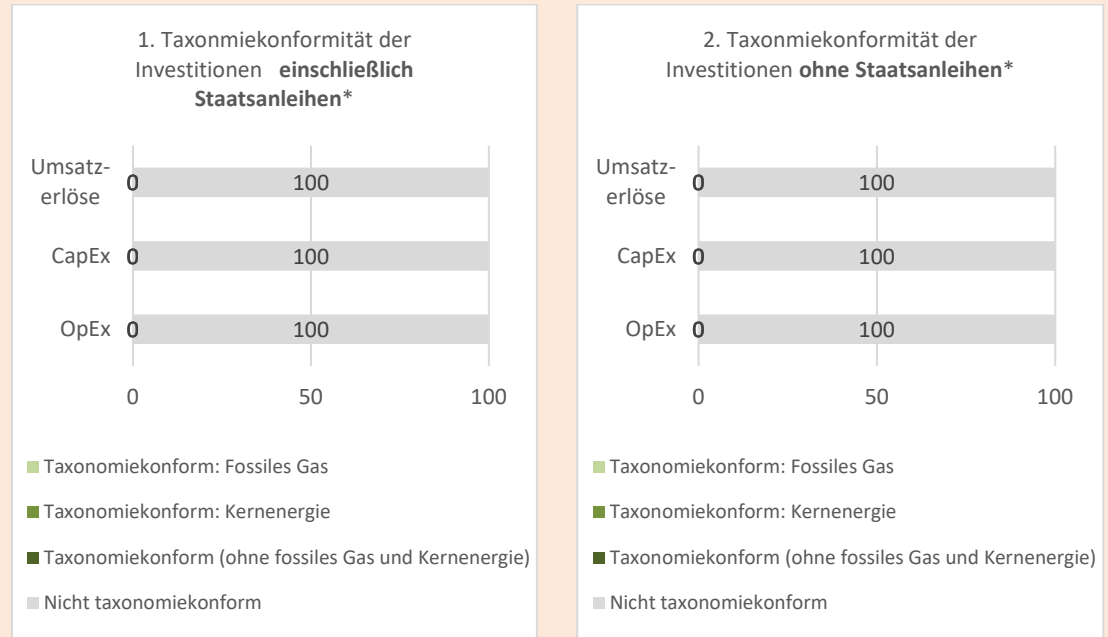 1. Taxonmiekonformität der
Investitionen einschließlich
Staatsanleihen*
Umsatz-
erlöse
0 100
CapEx 0 100
OpEx 0 100
0 50 100
Taxonomiekonform: Fossiles Gas
Taxonomiekonform: Kernenergie
Taxonomiekonform (ohne fossiles Gas und Kernenergie)
Nicht taxonomiekonform
2. Taxonmiekonformität der
Investitionen ohne Staatsanleihen*
Umsatz-
erlöse
0 100
CapEx 0 100
OpEx 0 100
0 50 100
Taxonomiekonform: Fossiles Gas
Taxonomiekonform: Kernenergie
Taxonomiekonform (ohne fossiles Gas und Kernenergie)
Nicht taxonomiekonform